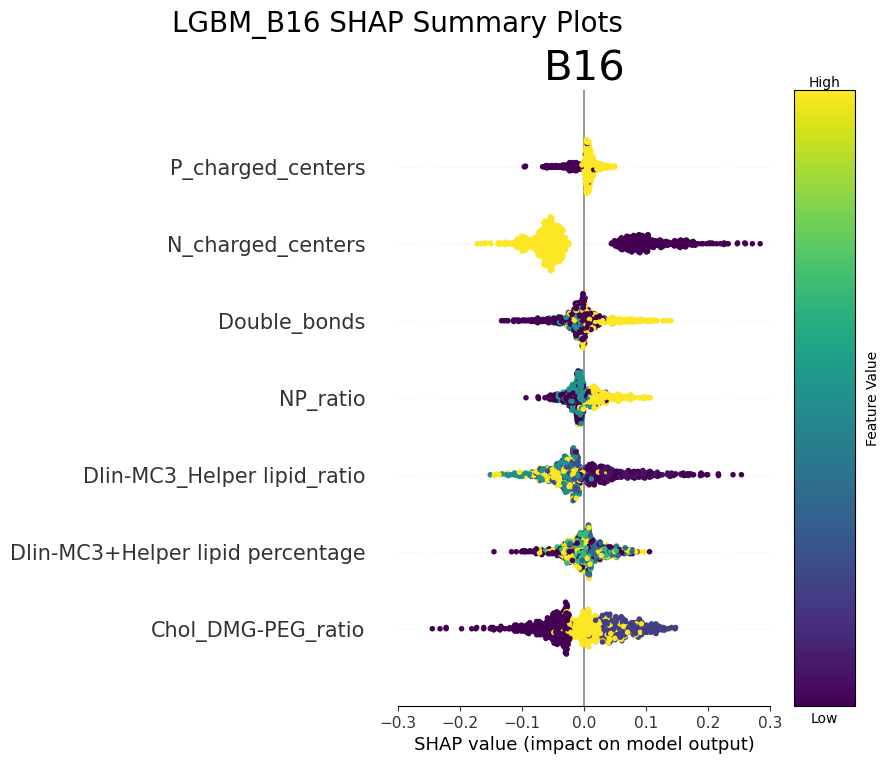 LGBM_B16 SHAP Summary Plots
B16
High
P_charged_centers
N_charged_centers
Double_bonds
NP_ratio
Dlin-MC3_Helper lipid_ratio
Dlin-MC3+Helper lipid percentage
Chol_DMG-PEG_ratio
Feature Value
Low
−0.3 −0.2 −0.1 0.0 0.1 0.2 0.3
SHAP value (impact on model output)